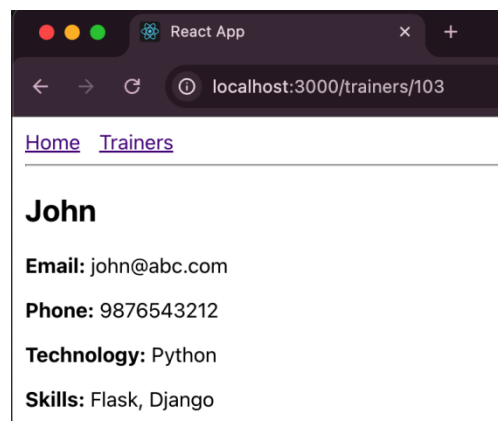 React App
localhost:3000/trainers/103
Home Trainers
John
Email: john@abc.com
Phone: 9876543212
Technology: Python
Skills: Flask, Django